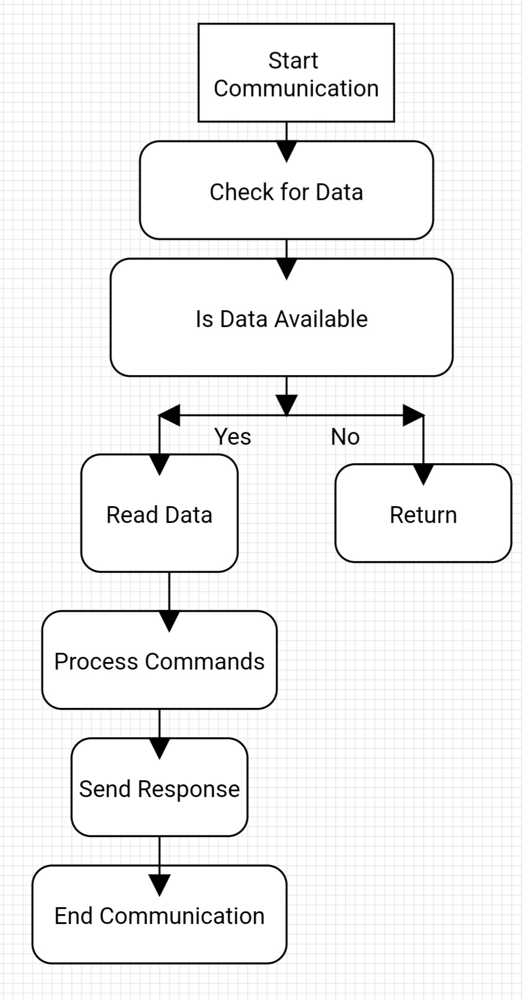 Start
Communication
Check for Data
Is Data Available
Yes
No
Read Data
Return
Process Commands
Send Response
End Communication